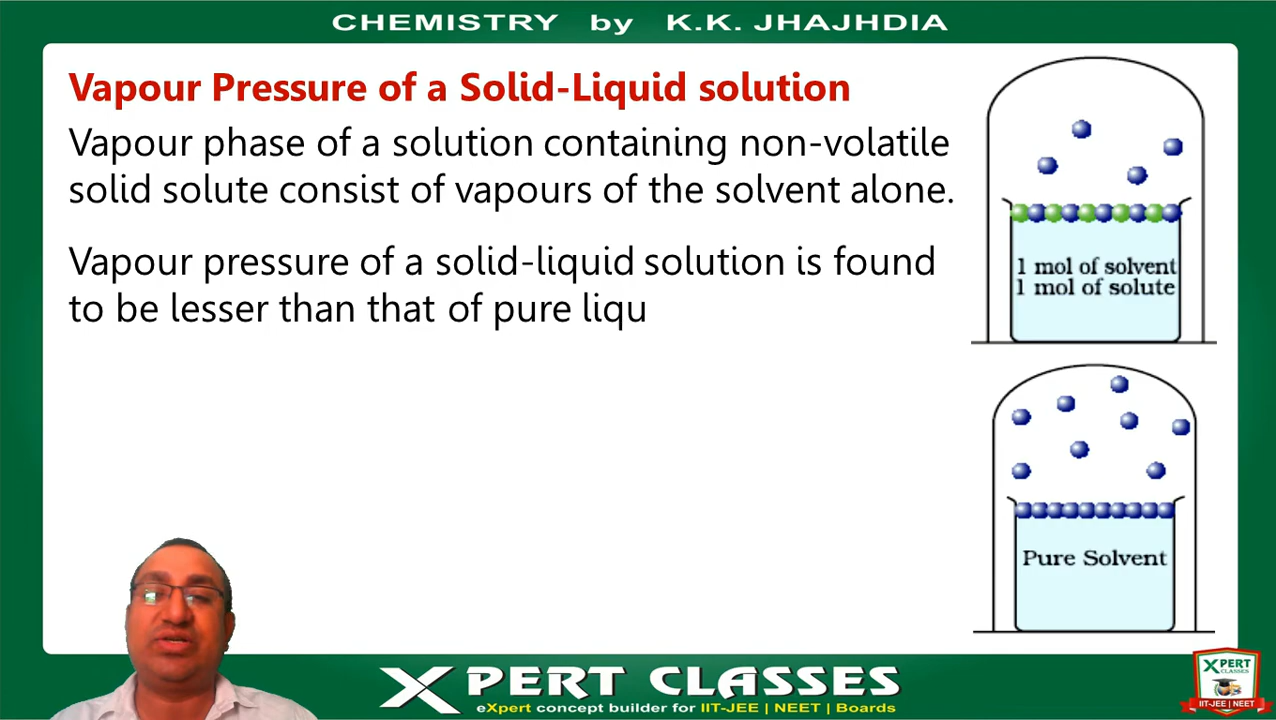 CHEMISTRY by K.K. JHAJHDIA
Vapour Pressure of a Solid-Liquid solution
Vapour phase of a solution containing non-volatile
solid solute consist of vapours of the solvent alone.
Vapour pressure of a solid-liquid solution is found
to be lesser than that of pure liqu
1 mol of solvent
1 mol of solute
Pure Solvent
XPERT CLASSES
eXpert concept builder for IIT-JEE | NEET | Boards
XPERT
CLASSES
IIT-JEE | NEET